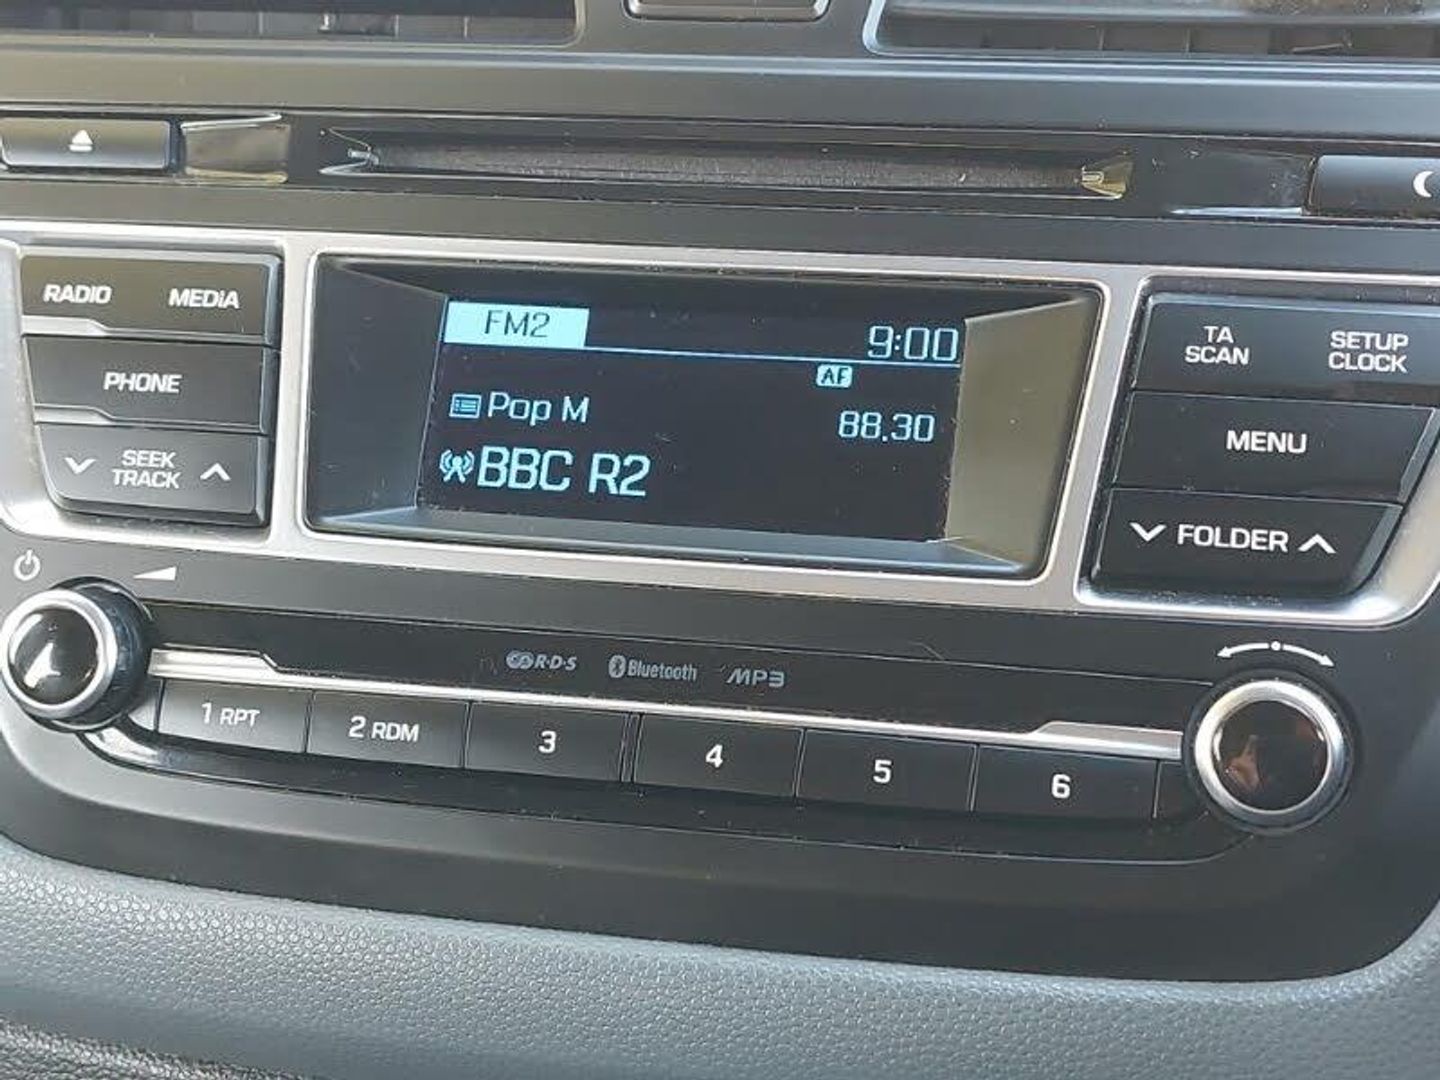 RADIO MEDIA
PHONE
SEEK
TRACK
FM2 9:00
AF
Pop M 88.30
BBC R2
TA
SCAN
SETUP
CLOCK
MENU
FOLDER
R·D·S Bluetooth MP3
1 RPT 2 RDM 3 4 5 6